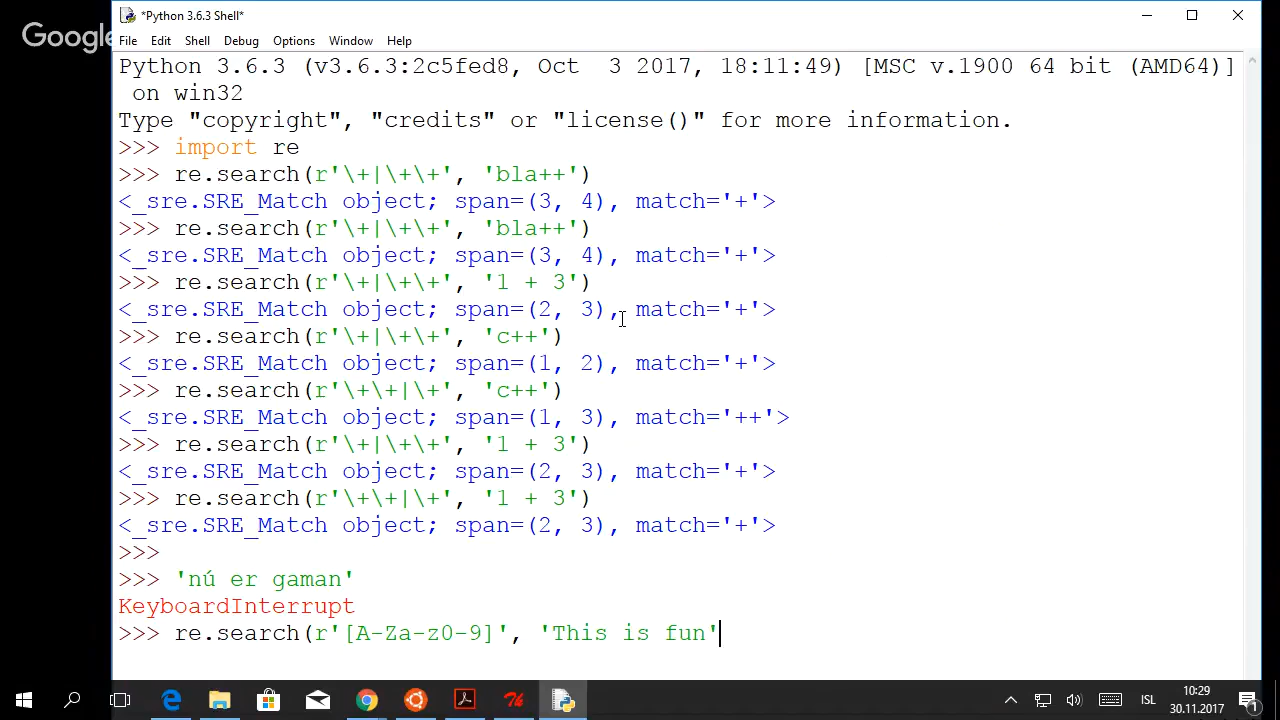 Google
*Python 3.6.3 Shell*
File Edit Shell Debug Options Window Help
Python 3.6.3 (v3.6.3:2c5fed8, Oct  3 2017, 18:11:49) [MSC v.1900 64 bit (AMD64)]
 on win32
Type "copyright", "credits" or "license()" for more information.
>>> import re
>>> re.search(r'\+|\+\+', 'bla++')
<_sre.SRE_Match object; span=(3, 4), match='+'>
>>> re.search(r'\+|\+\+', 'bla++')
<_sre.SRE_Match object; span=(3, 4), match='+'>
>>> re.search(r'\+|\+\+', '1 + 3')
<_sre.SRE_Match object; span=(2, 3), match='+'>
>>> re.search(r'\+|\+\+', 'c++')
<_sre.SRE_Match object; span=(1, 2), match='+'>
>>> re.search(r'\+\+|\+', 'c++')
<_sre.SRE_Match object; span=(1, 3), match='++'>
>>> re.search(r'\+|\+\+', '1 + 3')
<_sre.SRE_Match object; span=(2, 3), match='+'>
>>> re.search(r'\+\+|\+', '1 + 3')
<_sre.SRE_Match object; span=(2, 3), match='+'>
>>>
>>> 'nú er gaman'
KeyboardInterrupt
>>> re.search(r'[A-Za-z0-9]', 'This is fun'
ISL
10:29
30.11.2017
1